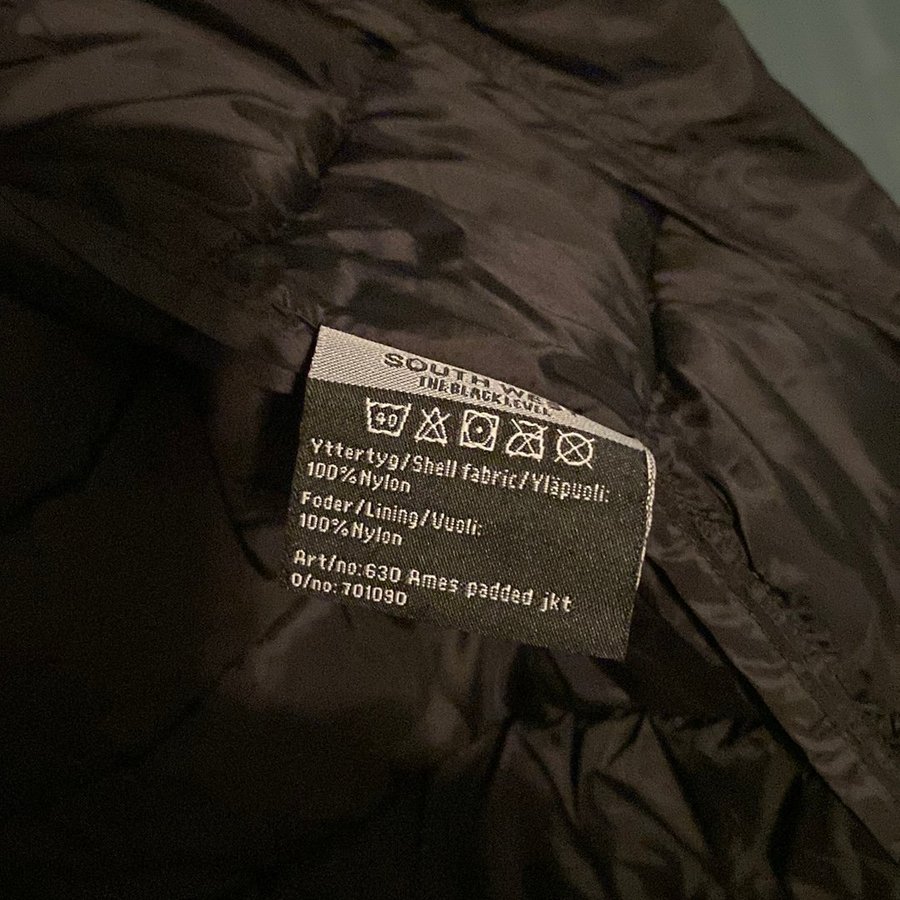 SOUTH WEST
THE BLACK LEVEL
40
Yttertyg/Shell fabric/Yläpuoli:
100%Nylon
Foder/Lining/Vuoli:
100%Nylon
Art/no:630 Ames padded jkt
O/no: 701090